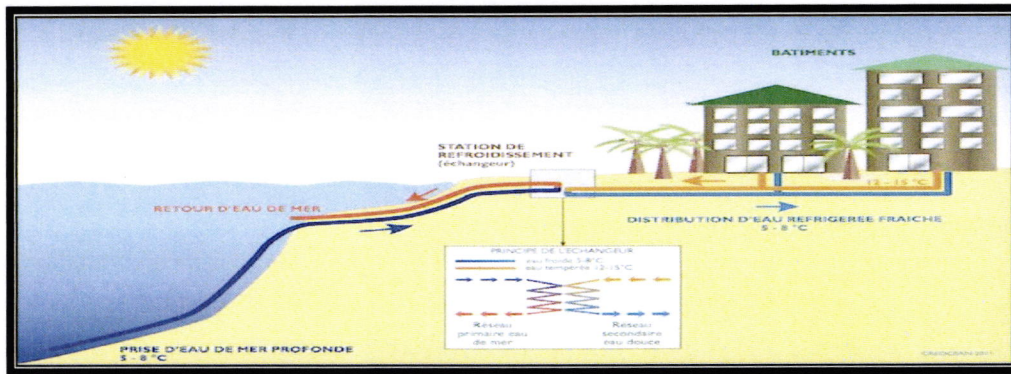 BATIMENTS
STATION DE
REFROIDISSEMENT
(échangeur)
12 - 15 °C
RETOUR D'EAU DE MER
DISTRIBUTION D'EAU REFRIGEREE FRAICHE
5 - 8 °C
PRINCIPE DE L'ECHANGEUR
eau froide 5-8°C
eau tempérée 12-15°C
Réseau
primaire eau
de mer
Réseau
secondaire
eau douce
PRISE D'EAU DE MER PROFONDE
5 - 8 °C
CREOCEAN 2011